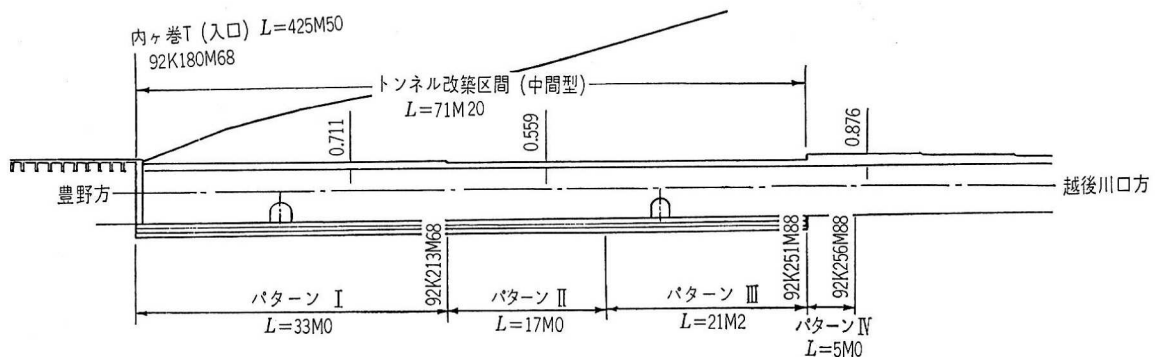 内ヶ巻T (入口) L=425M50
92K180M68
トンネル改築区間 (中間型)
L=71M20
0.711
0.559
0.876
豊野方
越後川口方
92K213M68
92K251M88
92K256M88
パターン Ⅰ
L=33M0
パターン Ⅱ
L=17M0
パターン Ⅲ
L=21M2
パターン Ⅳ
L=5M0